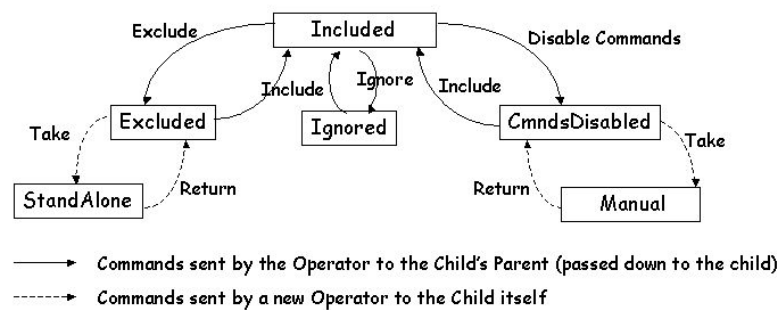 Included
Exclude
Disable Commands
Include
Ignore
Include
Excluded
Ignored
CmndsDisabled
Take
Take
Return
Return
StandAlone
Manual
Commands sent by the Operator to the Child's Parent (passed down to the child)
Commands sent by a new Operator to the Child itself